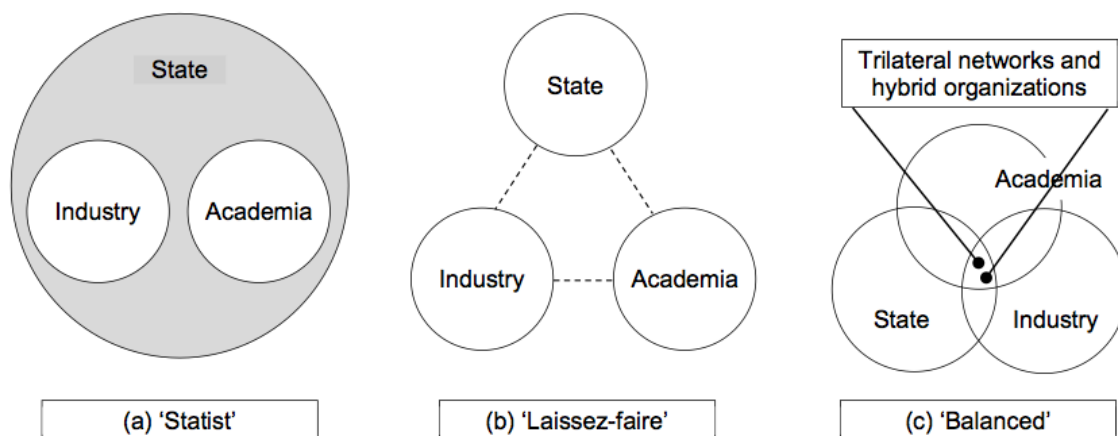 State
Industry
Academia
(a) ‘Statist’
State
Industry
Academia
(b) ‘Laissez-faire’
Trilateral networks and
hybrid organizations
Academia
State
Industry
(c) ‘Balanced’